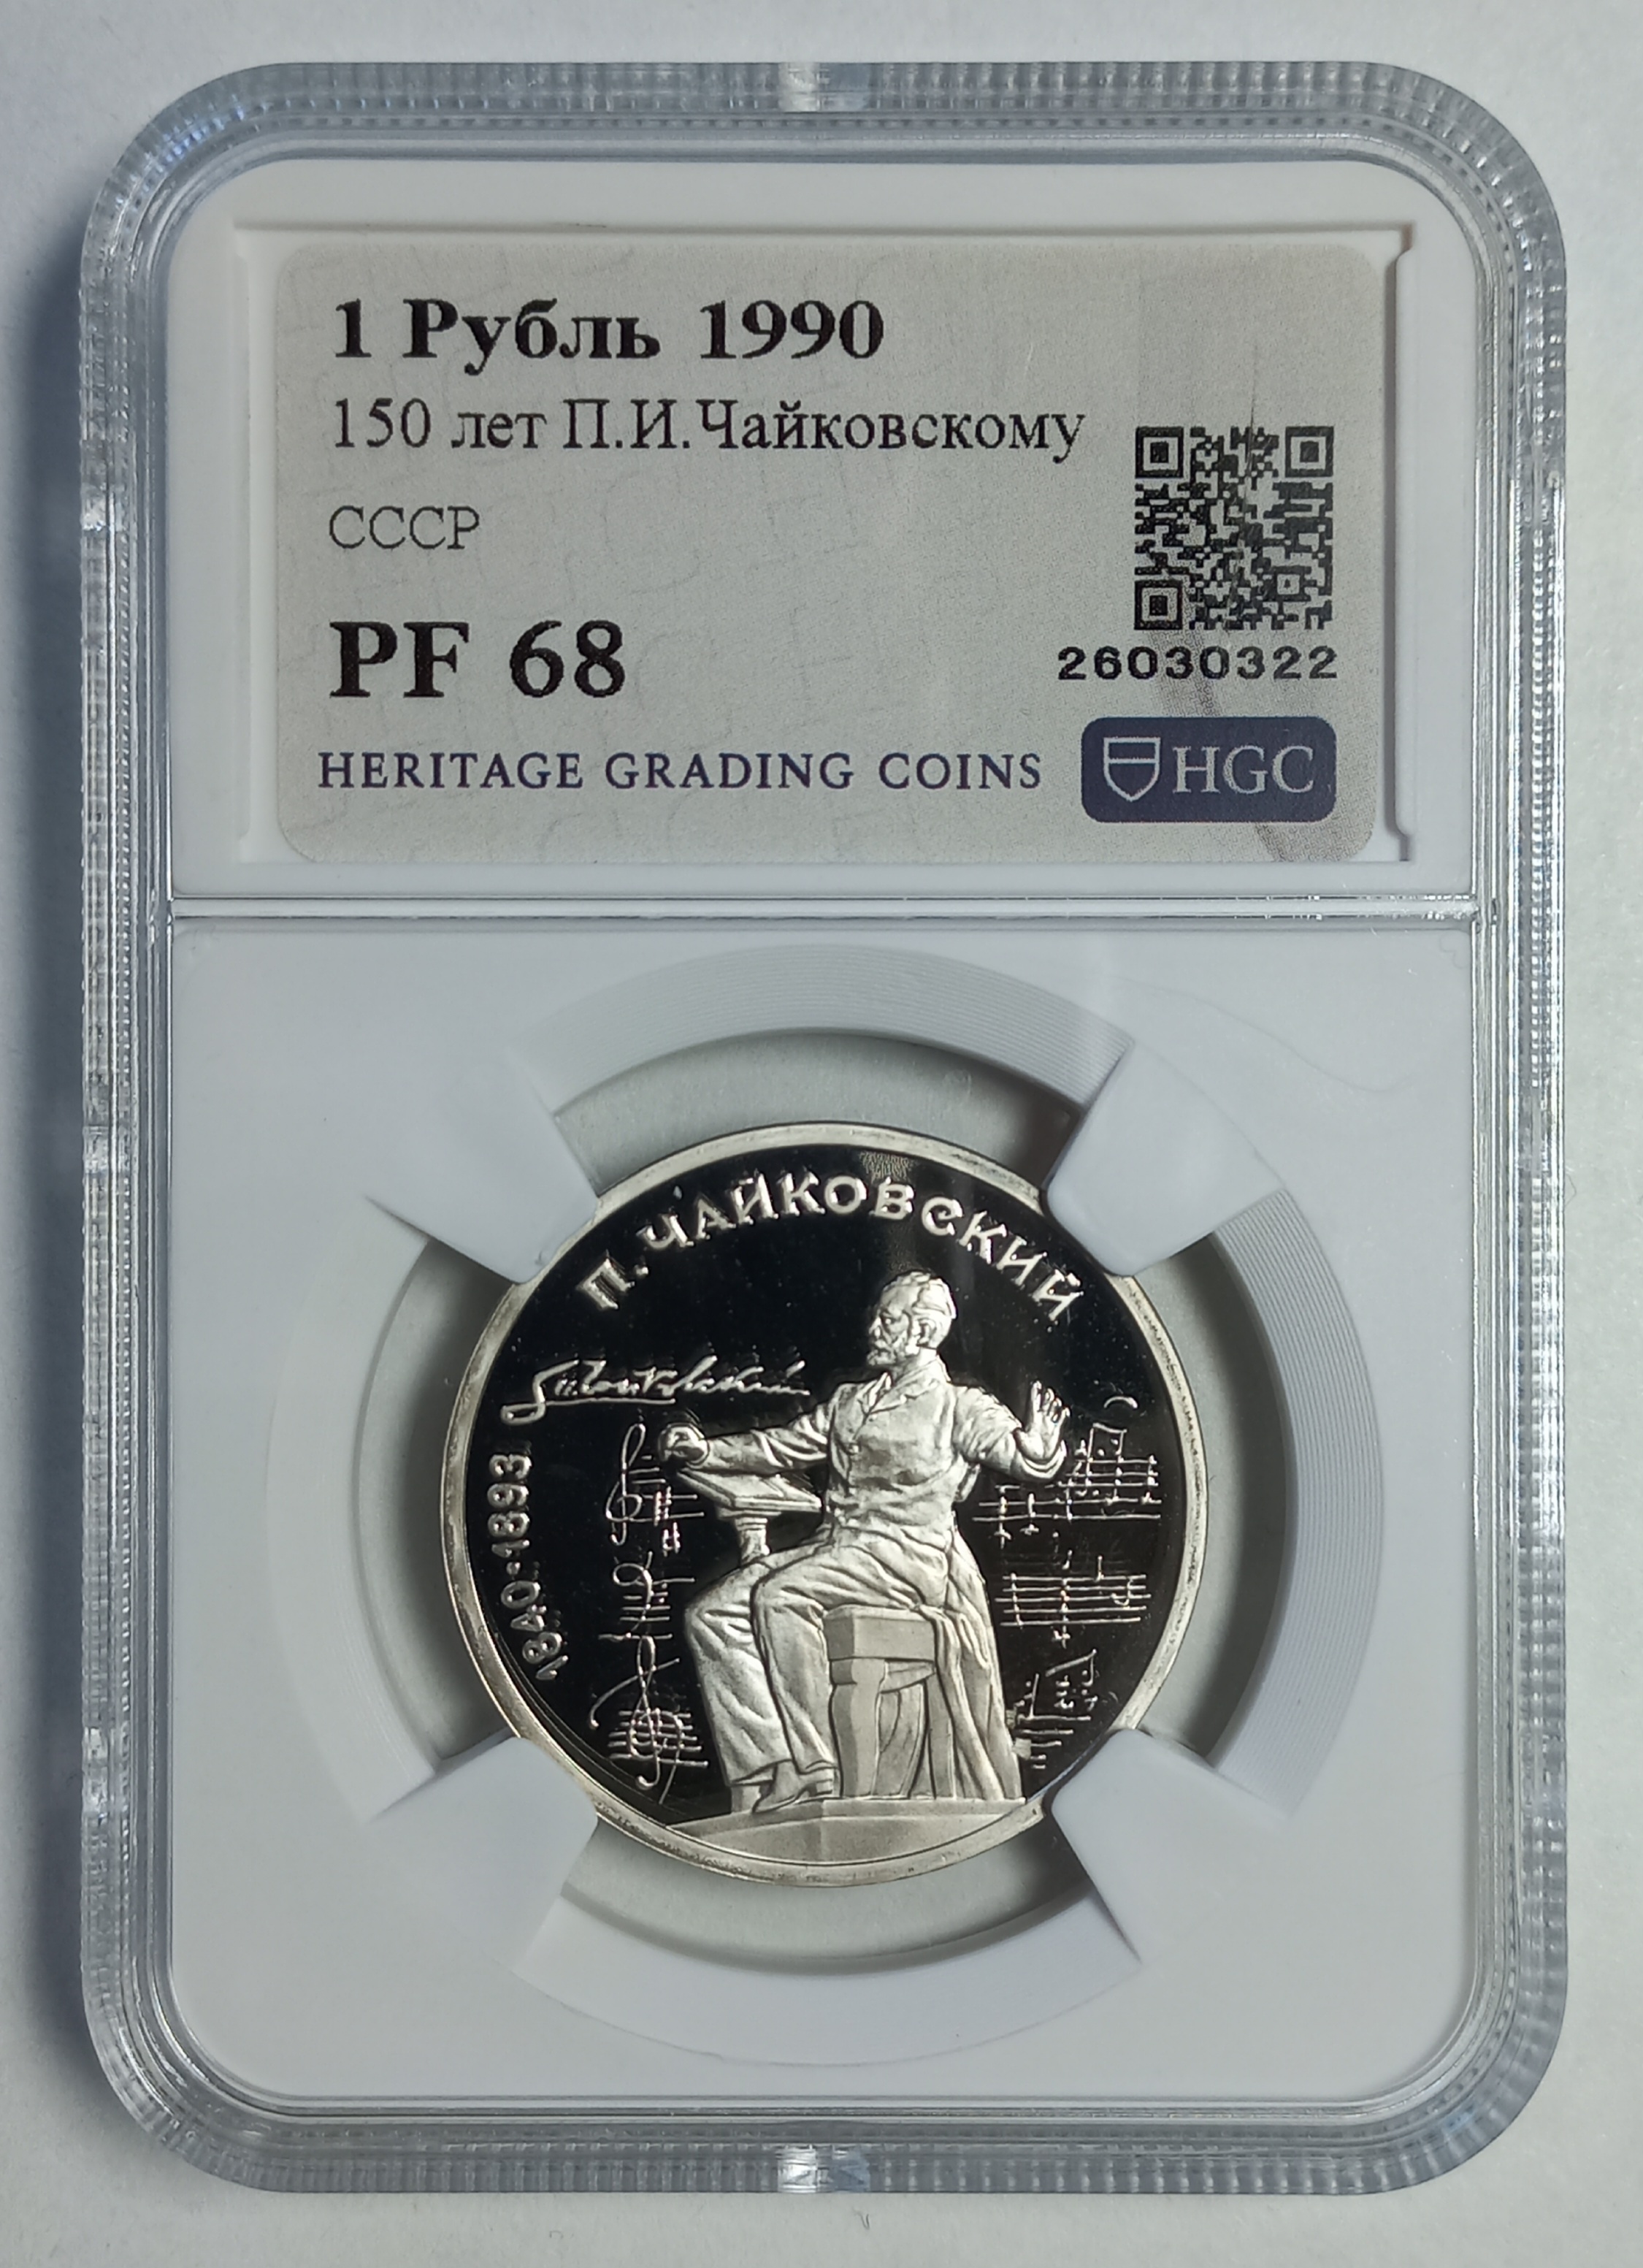 1 Рубль 1990
150 лет П.И.Чайковскому
СССР
PF 68
26030322
HERITAGE GRADING COINS
HGC
П. ЧАЙКОВСКИЙ
1840-1893